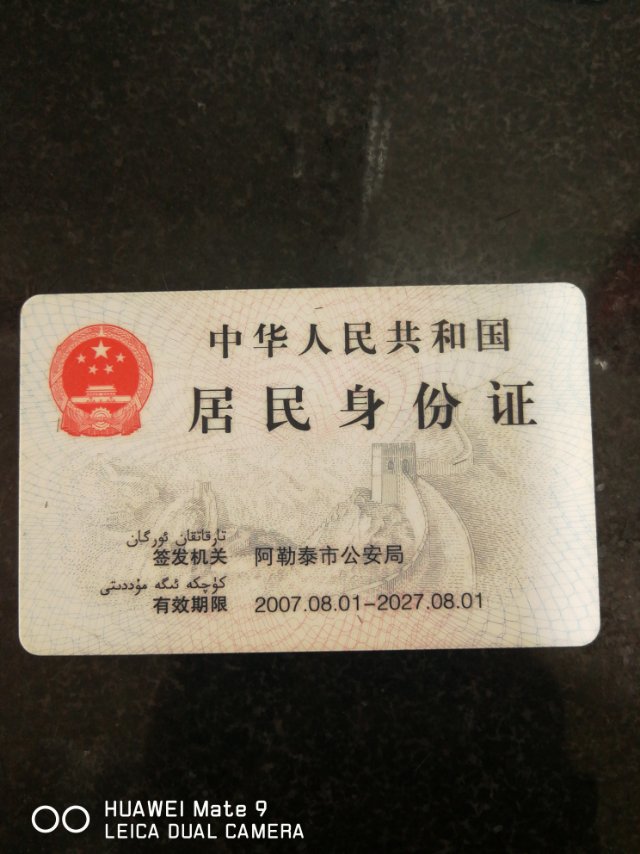 中华人民共和国
居民身份证
تارقاتقان ئورگان
签发机关 阿勒泰市公安局
كۈچكە ئىگە مۇددىتى
有效期限 2007.08.01-2027.08.01
HUAWEI Mate 9
LEICA DUAL CAMERA